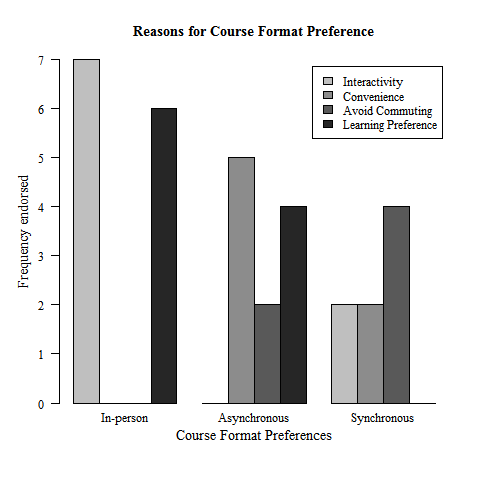 Reasons for Course Format Preference
Interactivity
Convenience
Avoid Commuting
Learning Preference
Frequency endorsed
7
6
5
4
3
2
1
0
In-person
Asynchronous
Synchronous
Course Format Preferences